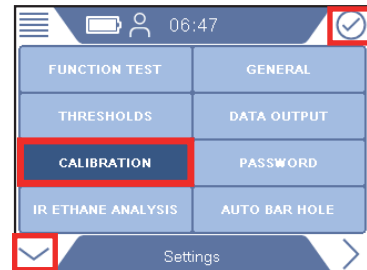 06:47
FUNCTION TEST GENERAL
THRESHOLDS DATA OUTPUT
CALIBRATION PASSWORD
IR ETHANE ANALYSIS AUTO BAR HOLE
Settings